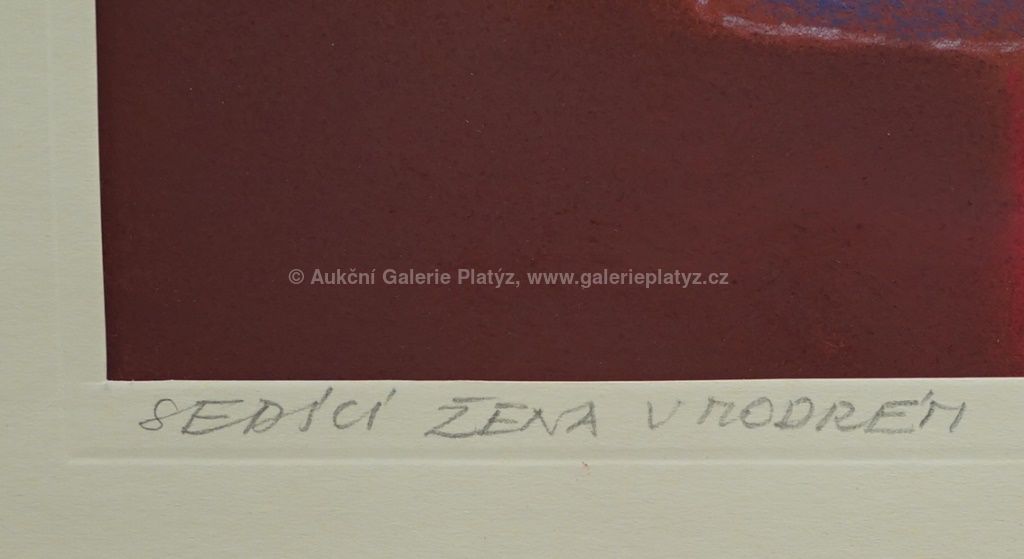 © Aukční Galerie Platýz, www.galerieplatyz.cz
SEDÍCÍ ŽENA V MODRÉM